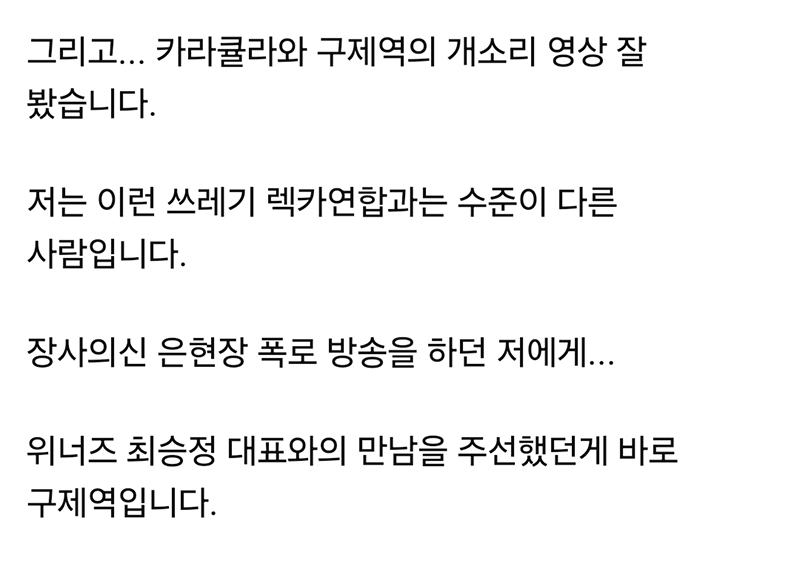 그리고... 카라큘라와 구제역의 개소리 영상 잘
봤습니다.
저는 이런 쓰레기 렉카연합과는 수준이 다른
사람입니다.
장사의신 은현장 폭로 방송을 하던 저에게...
위너즈 최승정 대표와의 만남을 주선했던게 바로
구제역입니다.